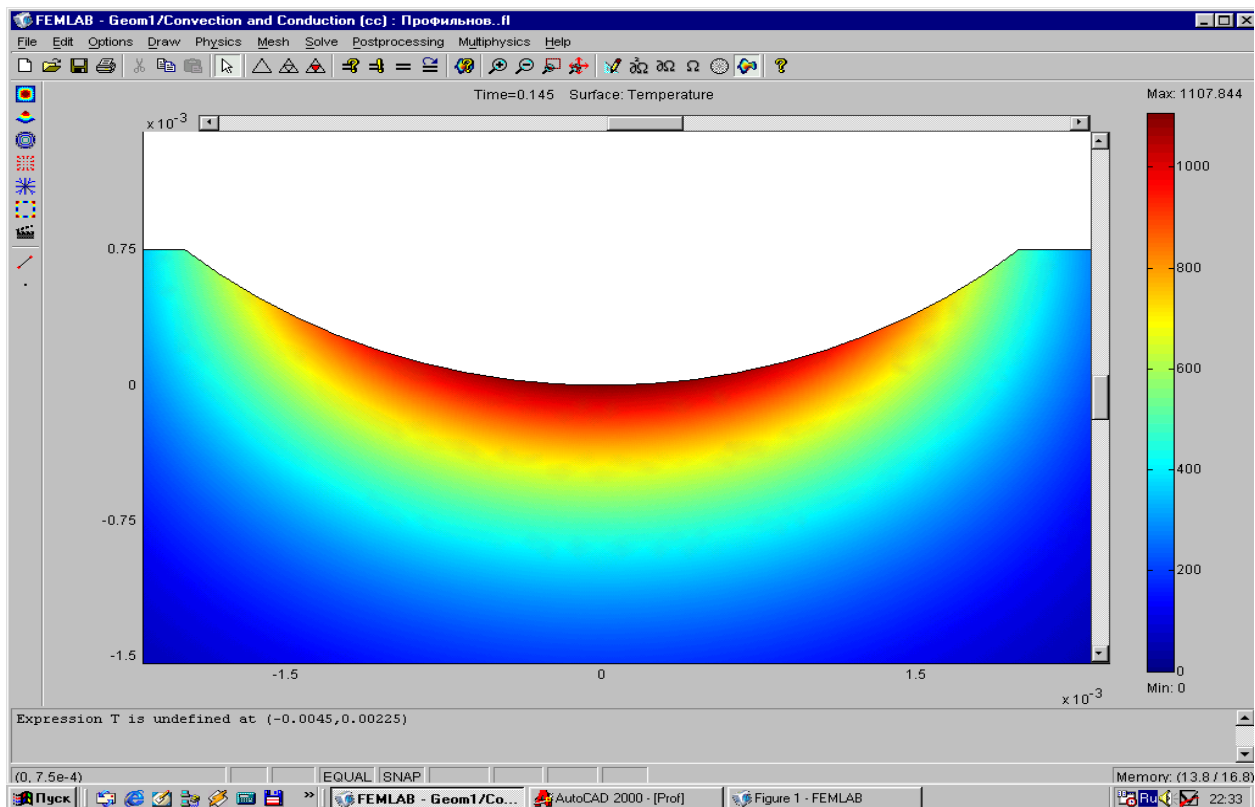 FEMLAB - Geom1/Convection and Conduction (cc) : Профильнов..fl
File Edit Options Draw Physics Mesh Solve Postprocessing Multiphysics Help
∂Ω ∂Ω Ω
Time=0.145 Surface: Temperature
Max: 1107.844
x 10⁻³
0.75
0
-0.75
-1.5
-1.5 0 1.5
x 10⁻³
1000
800
600
400
200
0
Min: 0
Expression T is undefined at (-0.0045,0.00225)
(0, 7.5e-4) EQUAL SNAP Memory: (13.8 / 16.8)
Пуск » FEMLAB - Geom1/Co... AutoCAD 2000 - [Prof] Figure 1 - FEMLAB Ru 22:33